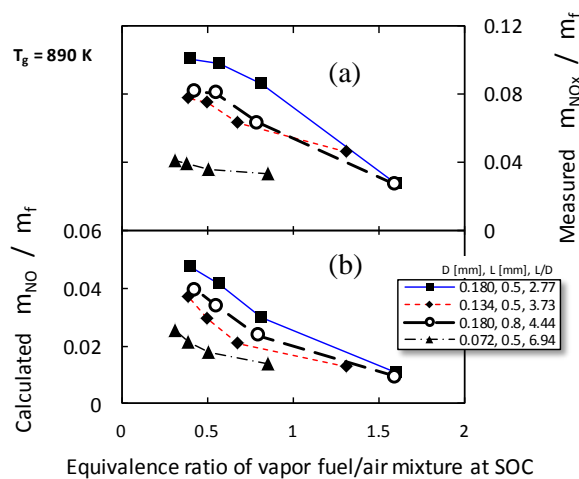 T_g = 890 K
(a)
0.12
0.08
0.04
0
Measured m_NOx / m_f
0.06
0.04
0.02
0
Calculated m_NO / m_f
(b)
D [mm], L [mm], L/D
0.180, 0.5, 2.77
0.134, 0.5, 3.73
0.180, 0.8, 4.44
0.072, 0.5, 6.94
0 0.5 1 1.5 2
Equivalence ratio of vapor fuel/air mixture at SOC